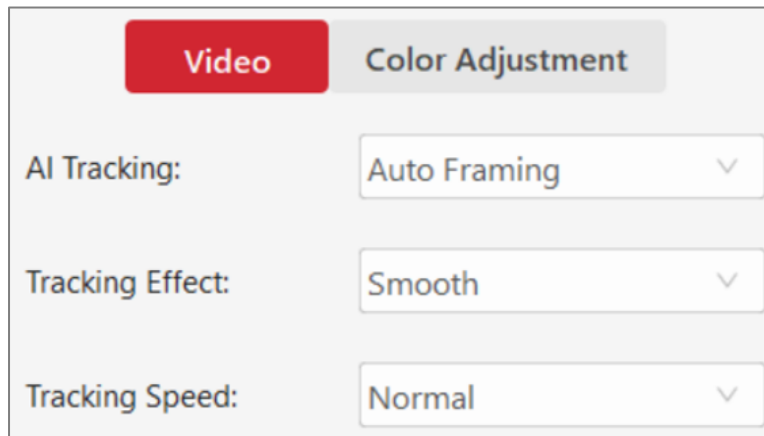 Video Color Adjustment
AI Tracking: Auto Framing
Tracking Effect: Smooth
Tracking Speed: Normal